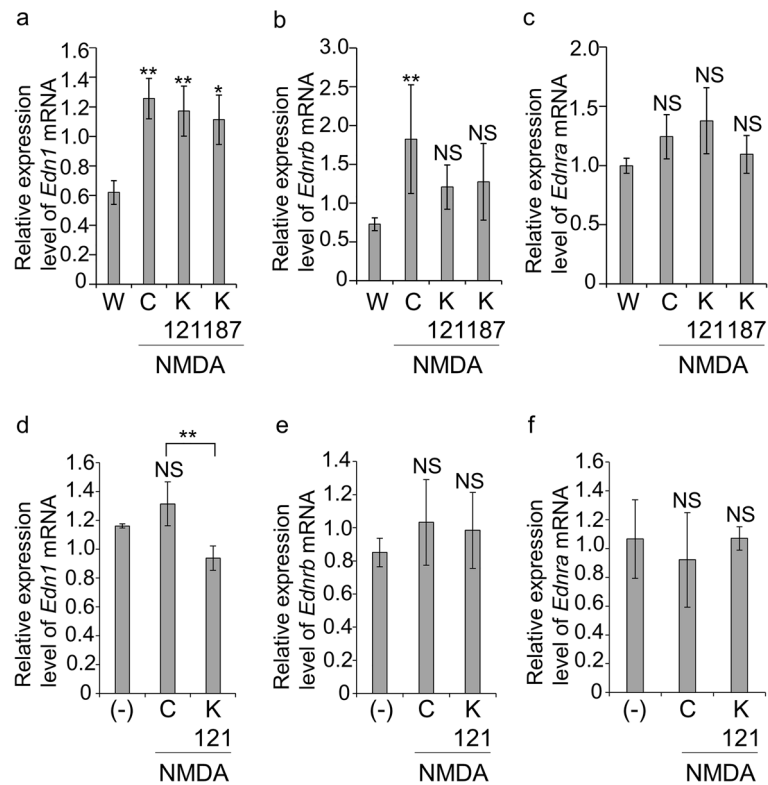 a
Relative expression
level of Edn1 mRNA
1.6
1.4
1.2
1.0
0.8
0.6
0.4
0.2
0
** ** *
W C K K
121187
NMDA
b
Relative expression
level of Ednrb mRNA
3.0
2.5
2.0
1.5
1.0
0.5
0
**
NS NS
W C K K
121187
NMDA
c
Relative expression
level of Ednra mRNA
2.0
1.5
1.0
0.5
0
NS NS NS
W C K K
121187
NMDA
d
Relative expression
level of Edn1 mRNA
1.6
1.4
1.2
1.0
0.8
0.6
0.4
0.2
0
**
NS
(-) C K
121
NMDA
e
Relative expression
level of Ednrb mRNA
1.4
1.2
1.0
0.8
0.6
0.4
0.2
0
NS NS
(-) C K
121
NMDA
f
Relative expression
level of Ednra mRNA
1.6
1.4
1.2
1.0
0.8
0.6
0.4
0.2
0
NS NS
(-) C K
121
NMDA